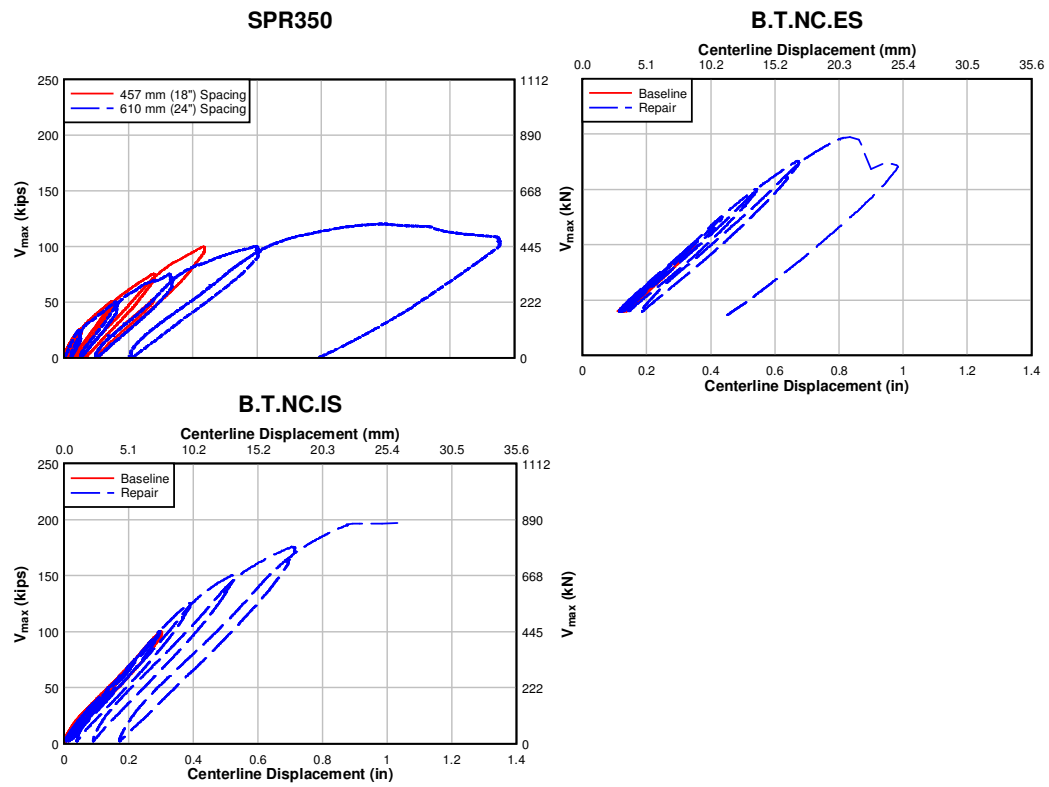 SPR350
250
200
150
100
50
0
V_max (kips)
457 mm (18") Spacing
610 mm (24") Spacing
1112
890
668
445
222
0
B.T.NC.ES
Centerline Displacement (mm)
0.0 5.1 10.2 15.2 20.3 25.4 30.5 35.6
Baseline
Repair
V_max (kN)
0 0.2 0.4 0.6 0.8 1 1.2 1.4
Centerline Displacement (in)
B.T.NC.IS
Centerline Displacement (mm)
0.0 5.1 10.2 15.2 20.3 25.4 30.5 35.6
250
200
150
100
50
0
V_max (kips)
Baseline
Repair
1112
890
668
445
222
0
V_max (kN)
0 0.2 0.4 0.6 0.8 1 1.2 1.4
Centerline Displacement (in)